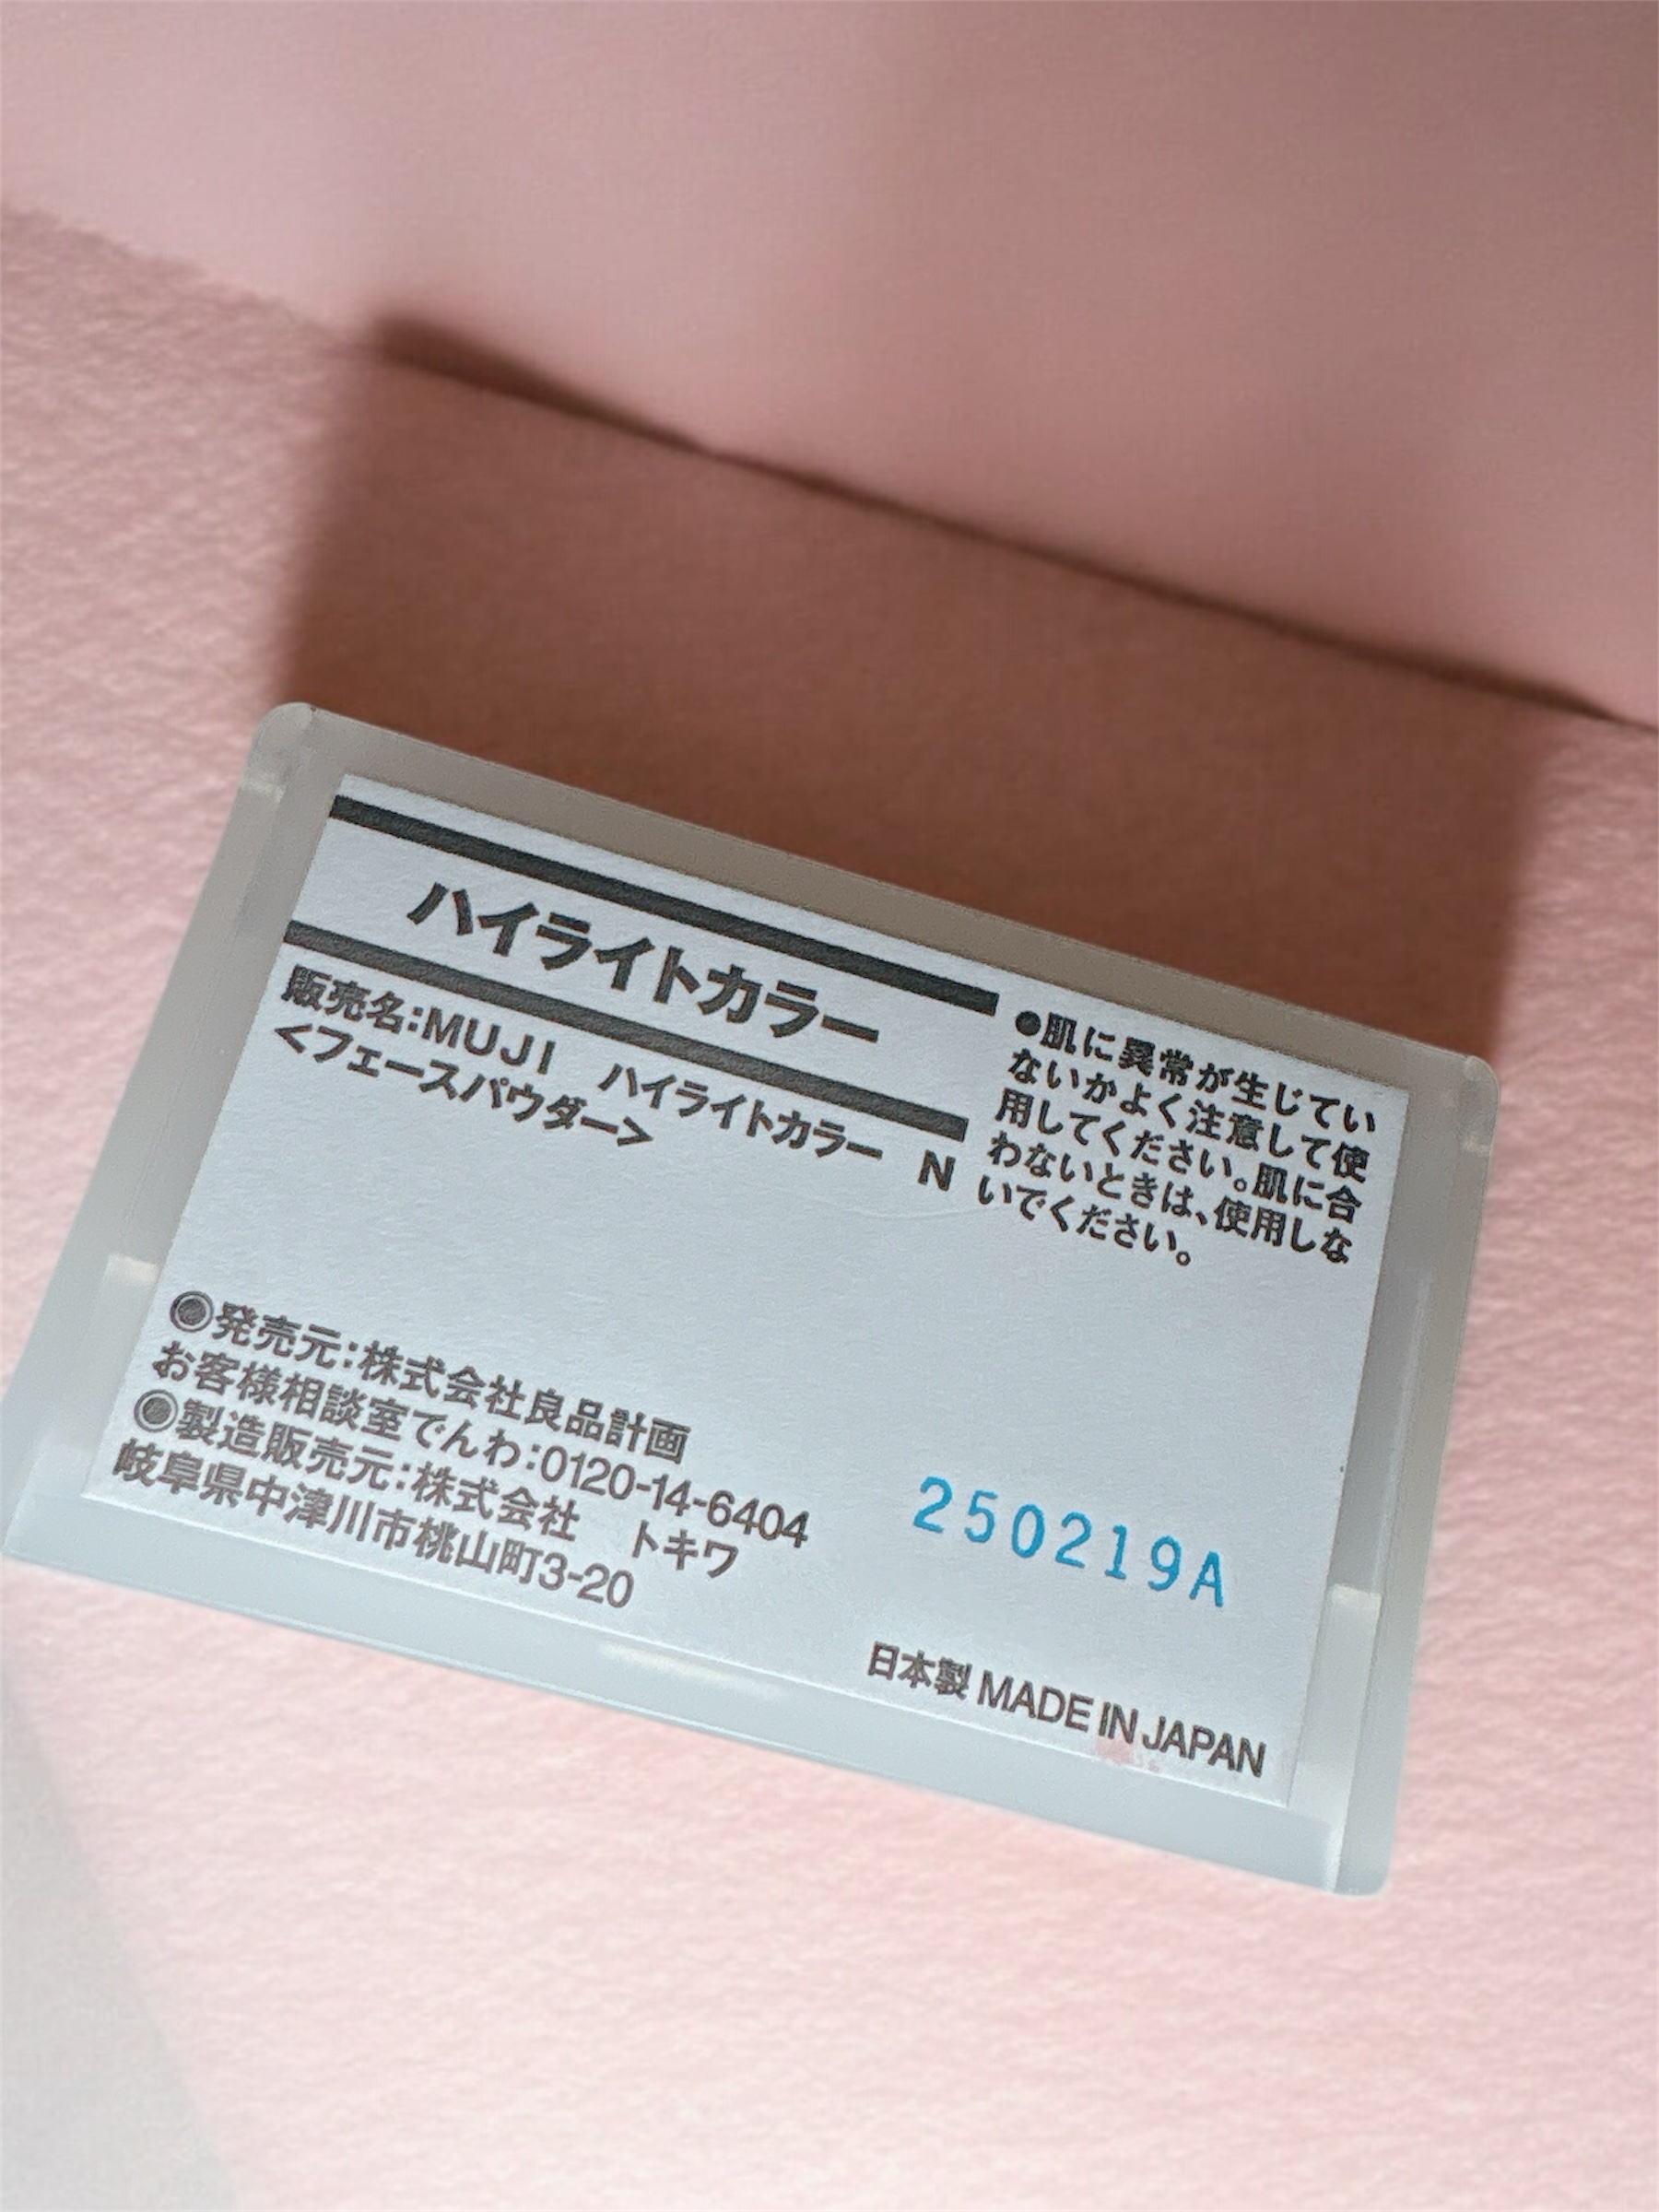 ハイライトカラー
販売名:MUJI　ハイライトカラー　N
<フェースパウダー>
●肌に異常が生じてい
ないかよく注意して使
用してください。肌に合
わないときは、使用しな
いでください。
◉発売元:株式会社良品計画
お客様相談室でんわ:0120-14-6404
◉製造販売元:株式会社　トキワ
岐阜県中津川市桃山町3-20
250219A
日本製 MADE IN JAPAN